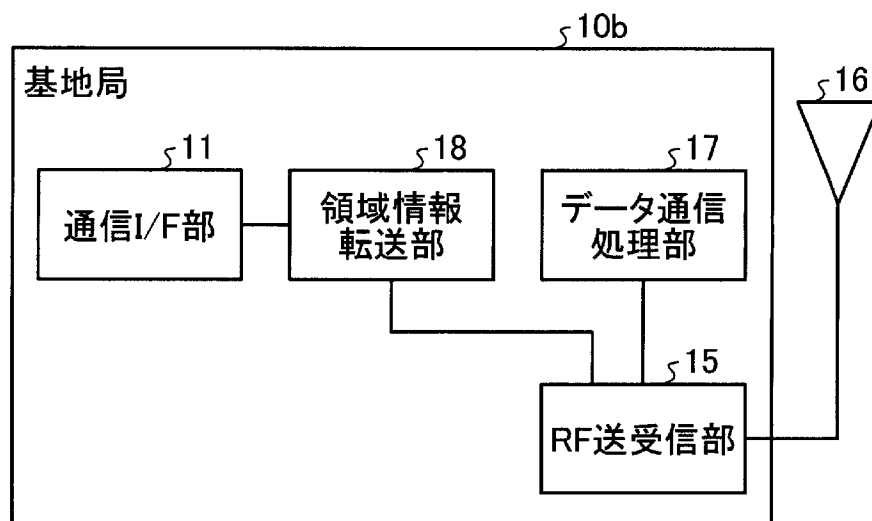 10b
基地局
16
11
18
17
通信I/F部
領域情報
転送部
データ通信
処理部
15
RF送受信部